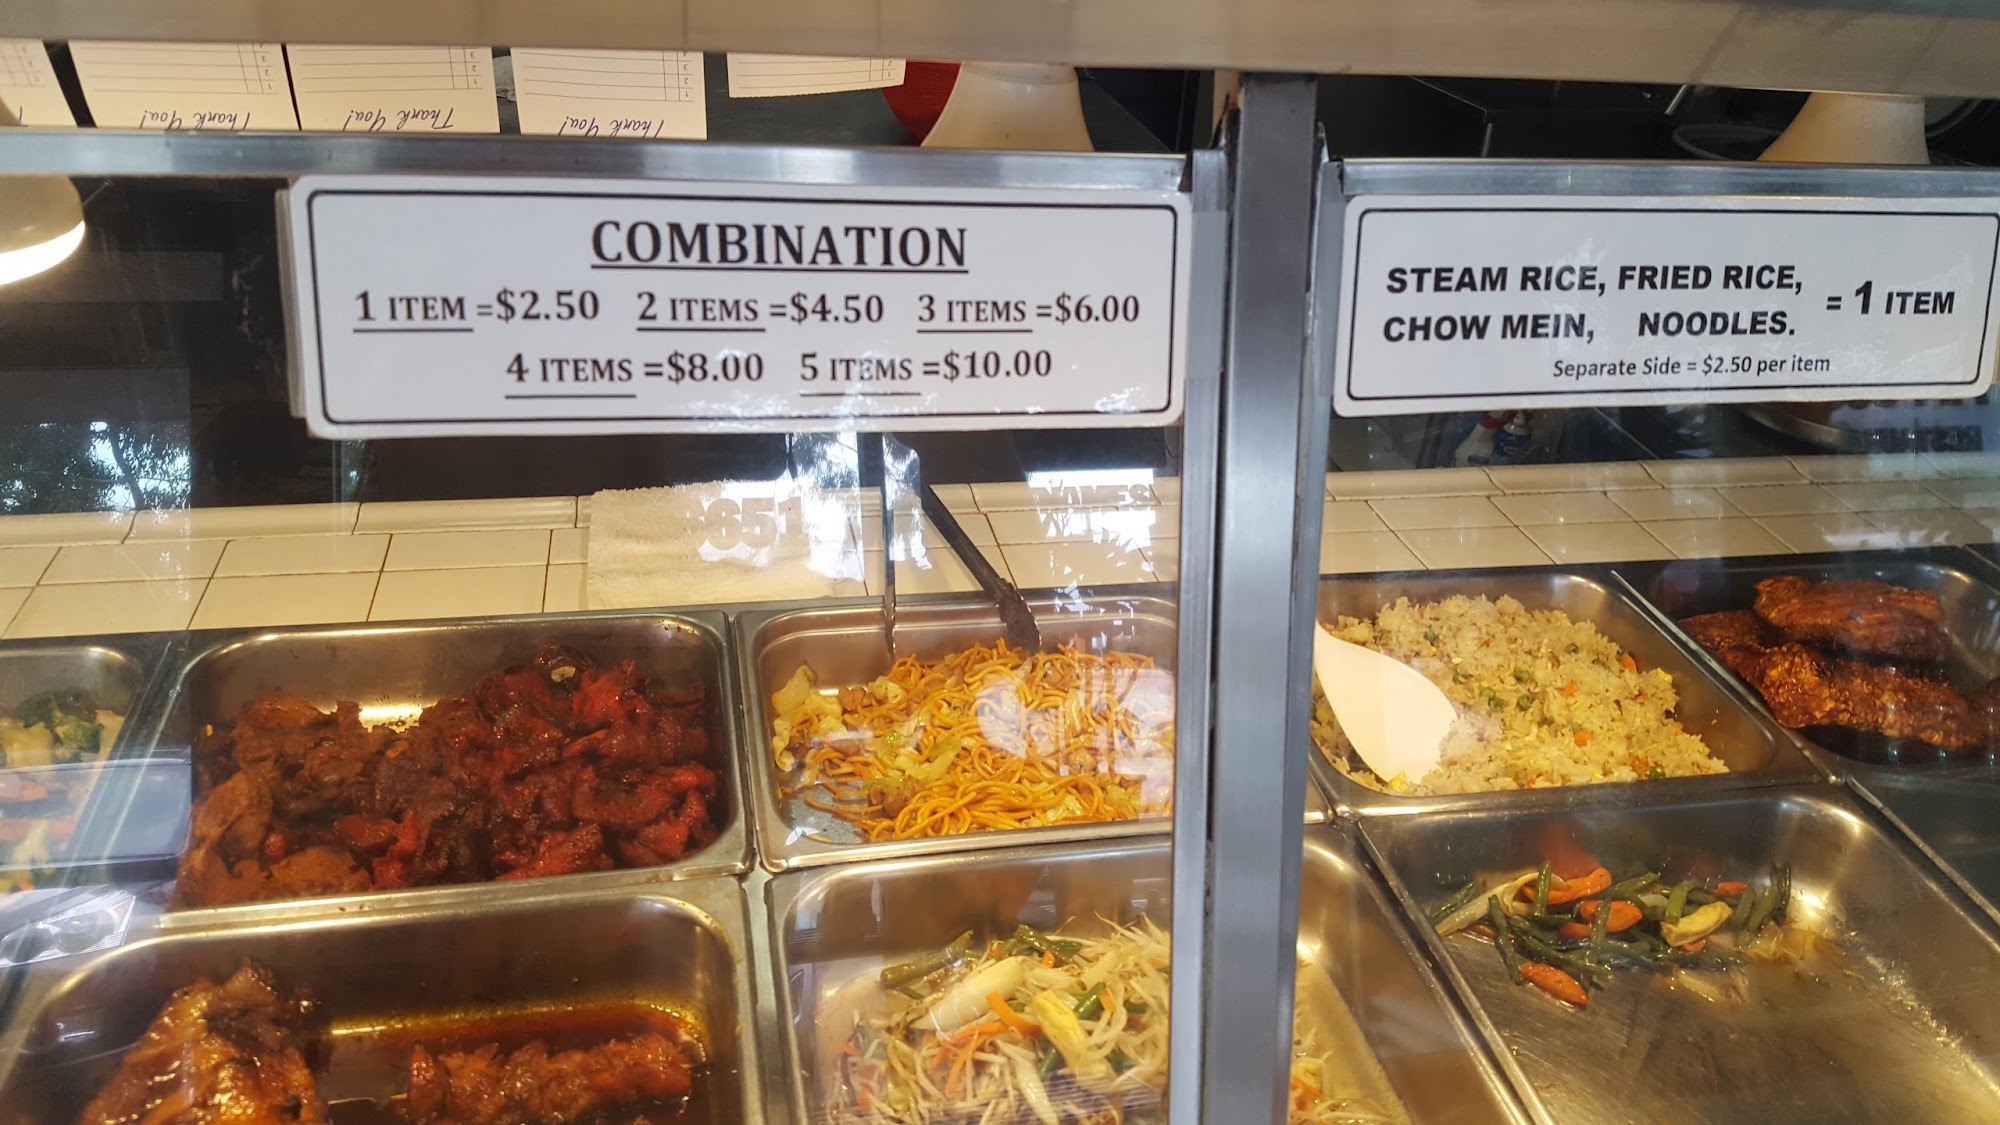 Thank You!
Thank You!
Thank You!
COMBINATION
1 ITEM =$2.50 2 ITEMS =$4.50 3 ITEMS =$6.00
4 ITEMS =$8.00 5 ITEMS =$10.00
STEAM RICE, FRIED RICE,
CHOW MEIN, NOODLES.
= 1 ITEM
Separate Side = $2.50 per item